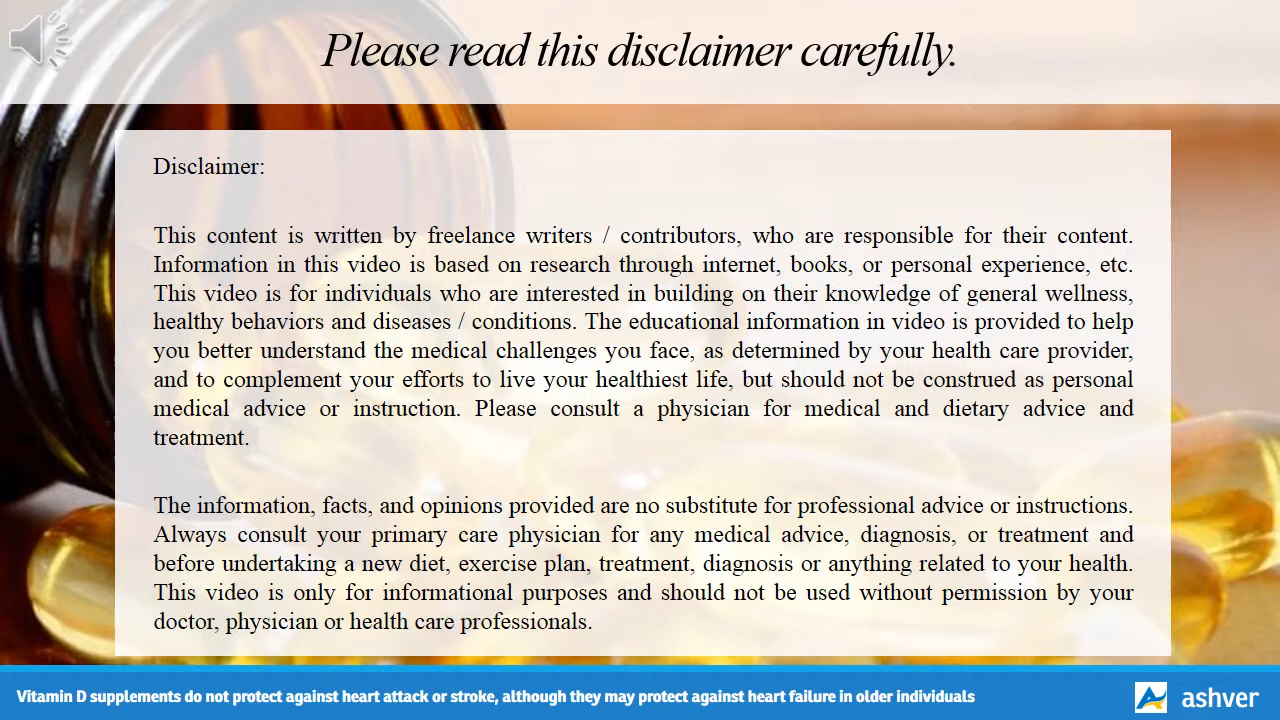 Please read this disclaimer carefully.
Disclaimer:
This content is written by freelance writers / contributors, who are responsible for their content.
Information in this video is based on research through internet, books, or personal experience, etc.
This video is for individuals who are interested in building on their knowledge of general wellness,
healthy behaviors and diseases / conditions. The educational information in video is provided to help
you better understand the medical challenges you face, as determined by your health care provider,
and to complement your efforts to live your healthiest life, but should not be construed as personal
medical advice or instruction. Please consult a physician for medical and dietary advice and
treatment.
The information, facts, and opinions provided are no substitute for professional advice or instructions.
Always consult your primary care physician for any medical advice, diagnosis, or treatment and
before undertaking a new diet, exercise plan, treatment, diagnosis or anything related to your health.
This video is only for informational purposes and should not be used without permission by your
doctor, physician or health care professionals.
Vitamin D supplements do not protect against heart attack or stroke, although they may protect against heart failure in older individuals
ashver